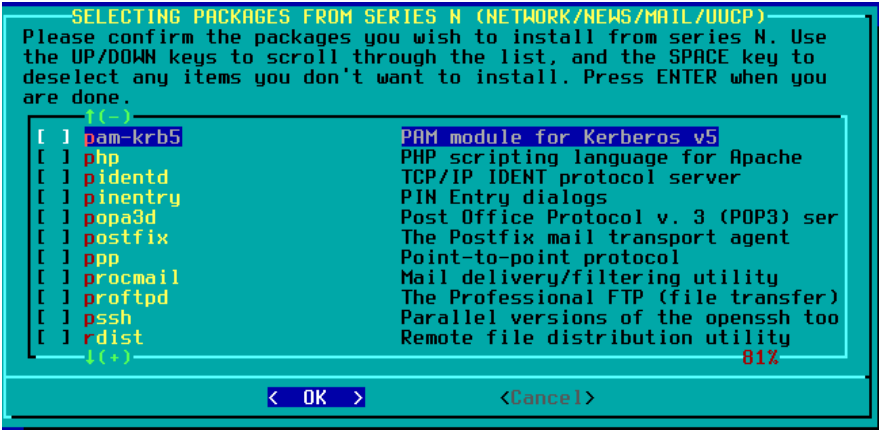 SELECTING PACKAGES FROM SERIES N (NETWORK/NEWS/MAIL/UUCP)
Please confirm the packages you wish to install from series N. Use
the UP/DOWN keys to scroll through the list, and the SPACE key to
deselect any items you don't want to install. Press ENTER when you
are done.
↑(-)
[ ] pam-krb5 PAM module for Kerberos v5
[ ] php PHP scripting language for Apache
[ ] pidentd TCP/IP IDENT protocol server
[ ] pinentry PIN Entry dialogs
[ ] popa3d Post Office Protocol v. 3 (POP3) ser
[ ] postfix The Postfix mail transport agent
[ ] ppp Point-to-point protocol
[ ] procmail Mail delivery/filtering utility
[ ] proftpd The Professional FTP (file transfer)
[ ] pssh Parallel versions of the openssh too
[ ] rdist Remote file distribution utility
↓(+) 81%
< OK > <Cancel>